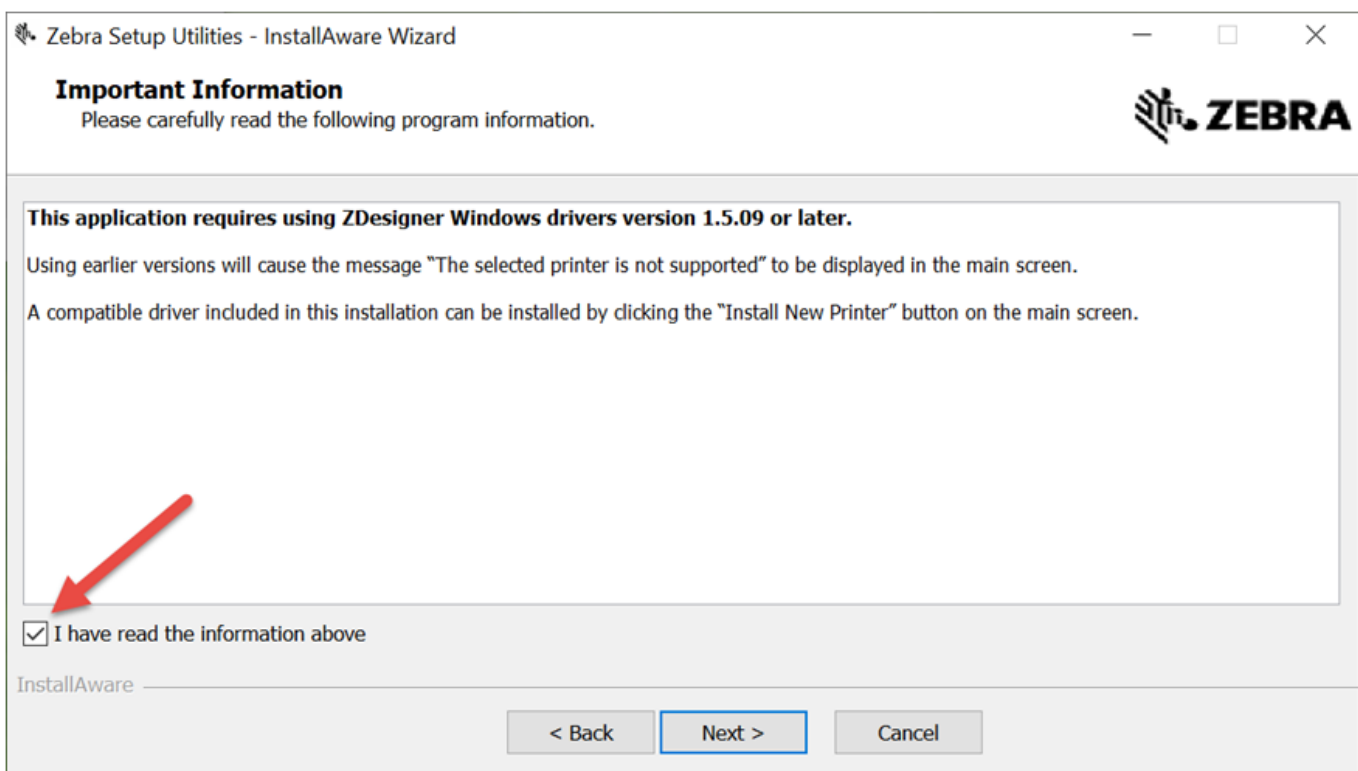 Zebra Setup Utilities - InstallAware Wizard
Important Information
Please carefully read the following program information.
ZEBRA
This application requires using ZDesigner Windows drivers version 1.5.09 or later.
Using earlier versions will cause the message “The selected printer is not supported” to be displayed in the main screen.
A compatible driver included in this installation can be installed by clicking the “Install New Printer” button on the main screen.
I have read the information above
InstallAware
< Back Next > Cancel